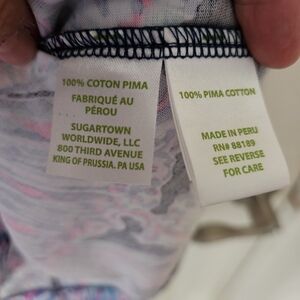 100% COTON PIMA
FABRIQUÉ AU
PÉROU
SUGARTOWN
WORLDWIDE, LLC
800 THIRD AVENUE
KING OF PRUSSIA. PA USA
100% PIMA COTTON
MADE IN PERU
RN# 88189
SEE REVERSE
FOR CARE